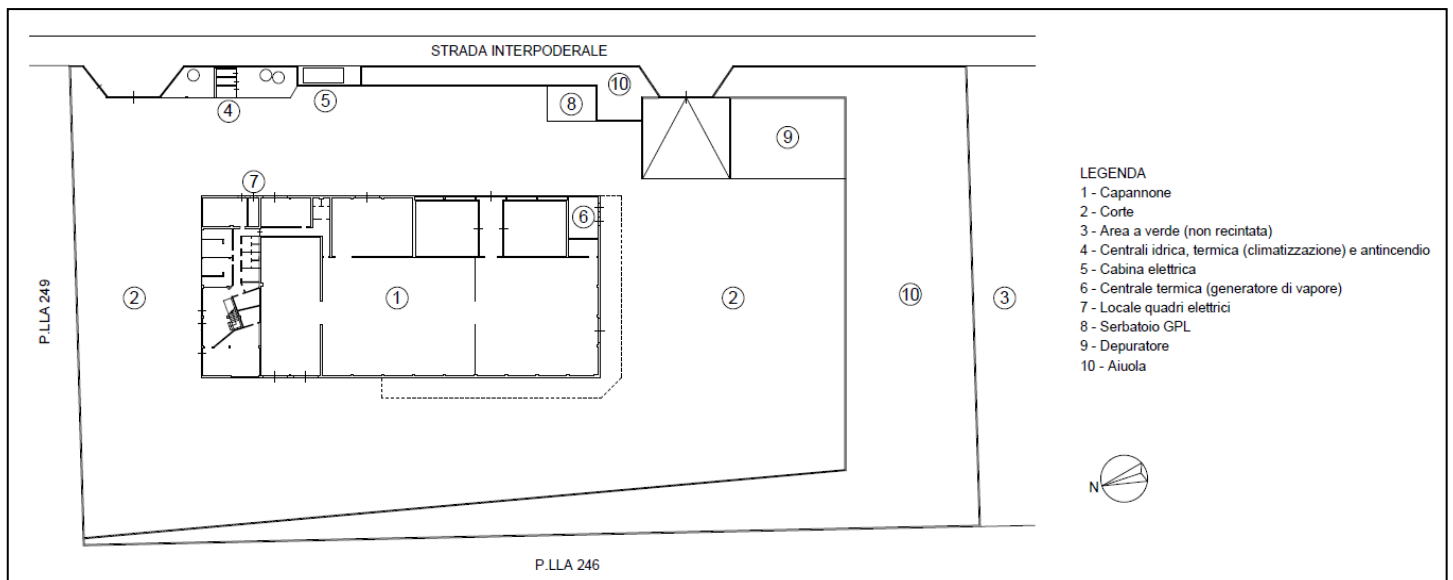 STRADA INTERPODERALE
10
4
5
8
9
7
6
2
1
2
10
3
P.LLA 249
P.LLA 246
LEGENDA
1 - Capannone
2 - Corte
3 - Area a verde (non recintata)
4 - Centrali idrica, termica (climatizzazione) e antincendio
5 - Cabina elettrica
6 - Centrale termica (generatore di vapore)
7 - Locale quadri elettrici
8 - Serbatoio GPL
9 - Depuratore
10 - Aiuola
N